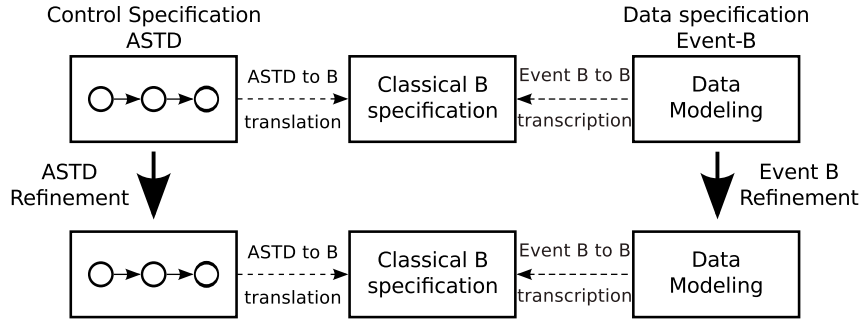 Control Specification
ASTD
Data specification
Event-B
ASTD to B
translation
Classical B
specification
Event B to B
transcription
Data
Modeling
ASTD
Refinement
Event B
Refinement
ASTD to B
translation
Classical B
specification
Event B to B
transcription
Data
Modeling